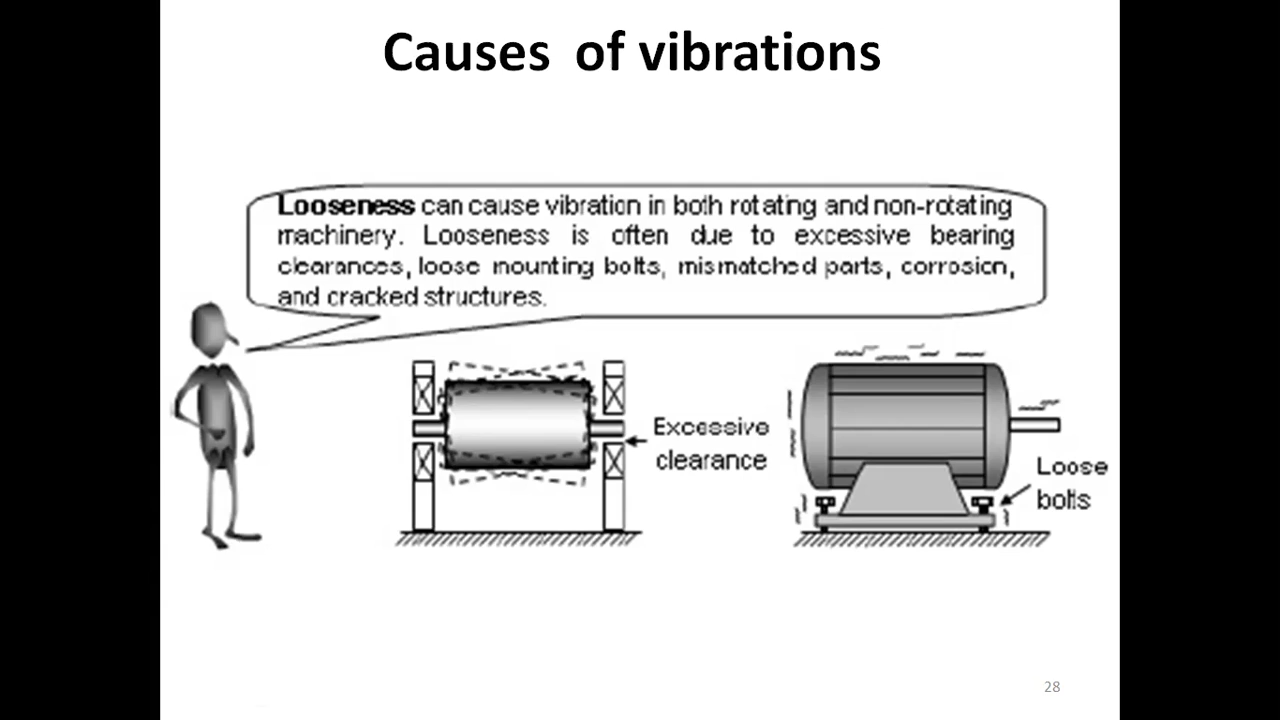 Causes of vibrations
Looseness can cause vibration in both rotating and non-rotating
machinery. Looseness is often due to excessive bearing
clearances, loose mounting bolts, mismatched parts, corrosion,
and cracked structures.
Excessive
clearance
Loose
bolts
28